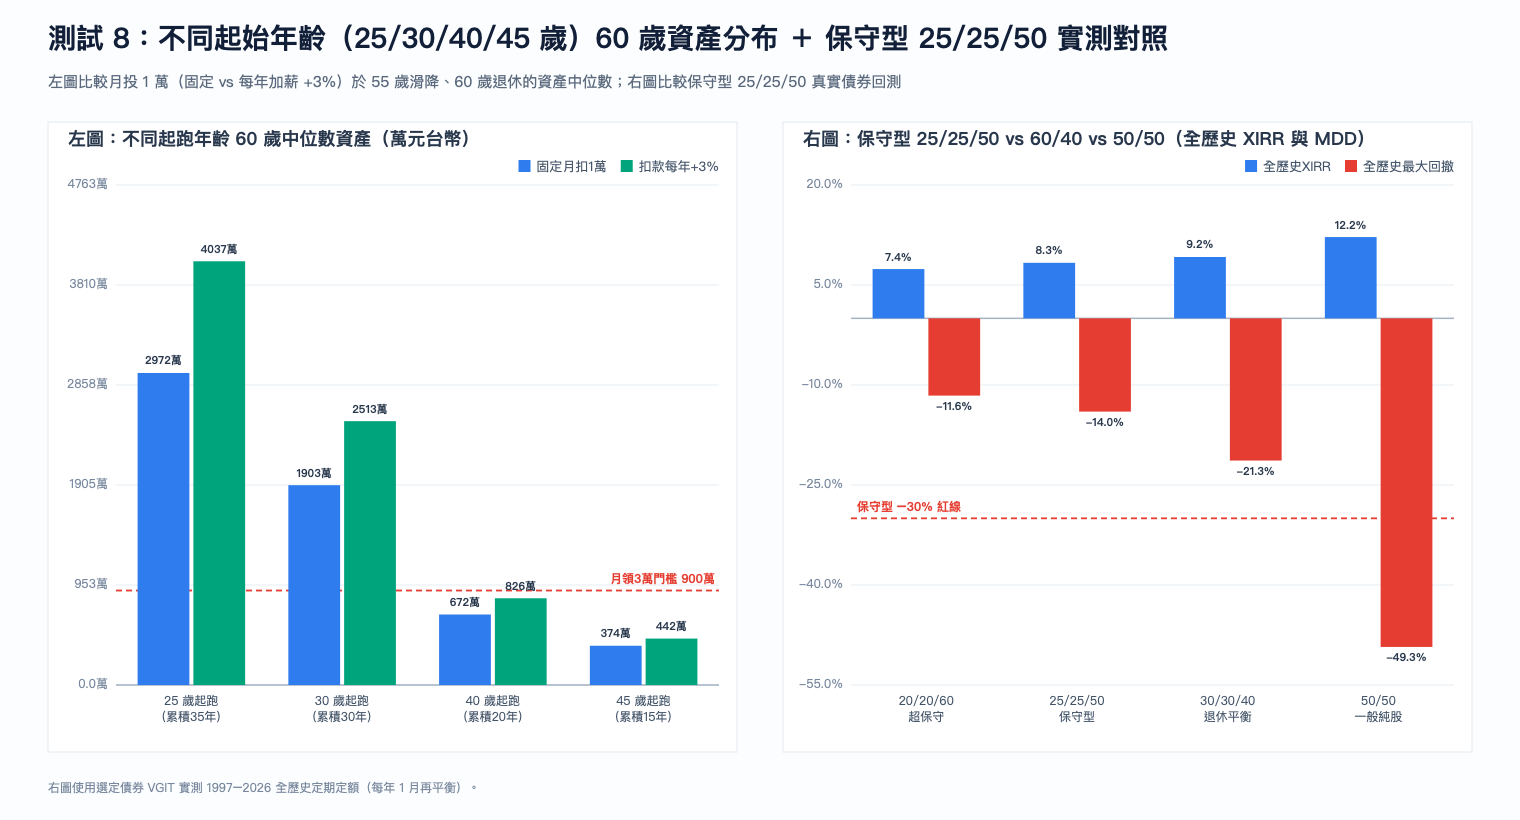 測試 8：不同起始年齡（25/30/40/45 歲）60 歲資產分布 ＋ 保守型 25/25/50 實測對照
左圖比較月投 1 萬（固定 vs 每年加薪 +3%）於 55 歲滑降、60 歲退休的資產中位數；右圖比較保守型 25/25/50 真實債券回測
左圖：不同起跑年齡 60 歲中位數資產（萬元台幣）
固定月扣1萬
扣款每年+3%
4763萬
3810萬
2858萬
1905萬
953萬
0.0萬
2972萬
4037萬
1903萬
2513萬
672萬
826萬
374萬
442萬
月領3萬門檻 900萬
25 歲起跑
（累積35年）
30 歲起跑
（累積30年）
40 歲起跑
（累積20年）
45 歲起跑
（累積15年）
右圖：保守型 25/25/50 vs 60/40 vs 50/50（全歷史 XIRR 與 MDD）
全歷史XIRR
全歷史最大回撤
20.0%
5.0%
−10.0%
−25.0%
−40.0%
−55.0%
7.4%
−11.6%
8.3%
−14.0%
9.2%
−21.3%
12.2%
−49.3%
保守型 −30% 紅線
20/20/60
超保守
25/25/50
保守型
30/30/40
退休平衡
50/50
一般純股
右圖使用選定債券 VGIT 實測 1997–2026 全歷史定期定額（每年 1 月再平衡）。